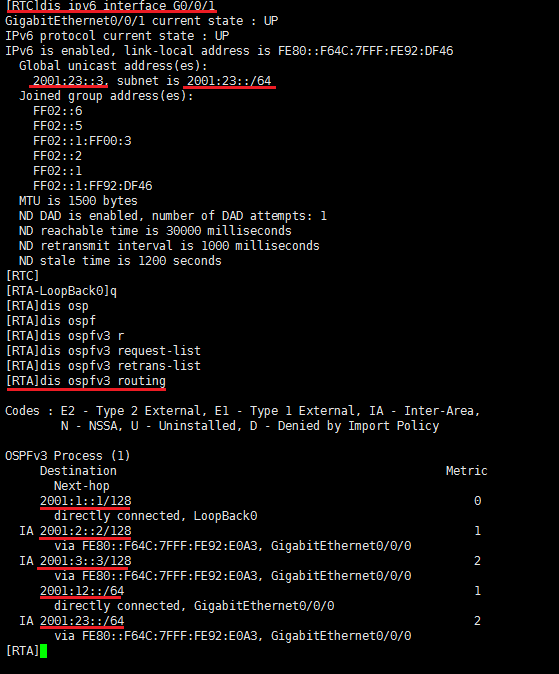 [RTC]dis ipv6 interface G0/0/1
GigabitEthernet0/0/1 current state : UP
IPv6 protocol current state : UP
IPv6 is enabled, link-local address is FE80::F64C:7FFF:FE92:DF46
  Global unicast address(es):
    2001:23::3, subnet is 2001:23::/64
  Joined group address(es):
    FF02::6
    FF02::5
    FF02::1:FF00:3
    FF02::2
    FF02::1
    FF02::1:FF92:DF46
  MTU is 1500 bytes
  ND DAD is enabled, number of DAD attempts: 1
  ND reachable time is 30000 milliseconds
  ND retransmit interval is 1000 milliseconds
  ND stale time is 1200 seconds
[RTC]
[RTA-LoopBack0]q
[RTA]dis osp
[RTA]dis ospf
[RTA]dis ospfv3 r
[RTA]dis ospfv3 request-list
[RTA]dis ospfv3 retrans-list
[RTA]dis ospfv3 routing
Codes : E2 - Type 2 External, E1 - Type 1 External, IA - Inter-Area,
        N - NSSA, U - Uninstalled, D - Denied by Import Policy
OSPFv3 Process (1)
     Destination                                               Metric
       Next-hop
     2001:1::1/128                                                 0
       directly connected, LoopBack0
  IA 2001:2::2/128                                                 1
       via FE80::F64C:7FFF:FE92:E0A3, GigabitEthernet0/0/0
  IA 2001:3::3/128                                                 2
       via FE80::F64C:7FFF:FE92:E0A3, GigabitEthernet0/0/0
     2001:12::/64                                                  1
       directly connected, GigabitEthernet0/0/0
  IA 2001:23::/64                                                  2
       via FE80::F64C:7FFF:FE92:E0A3, GigabitEthernet0/0/0
[RTA]